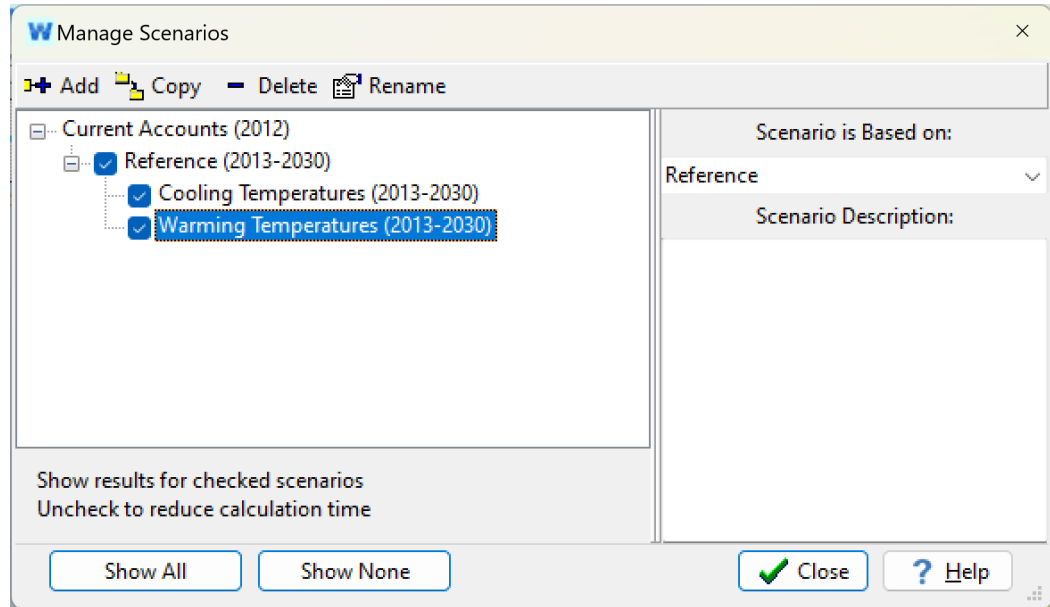 W Manage Scenarios
Add Copy Delete Rename
Current Accounts (2012)
Reference (2013-2030)
Cooling Temperatures (2013-2030)
Warming Temperatures (2013-2030)
Scenario is Based on:
Reference
Scenario Description:
Show results for checked scenarios
Uncheck to reduce calculation time
Show All Show None Close ? Help